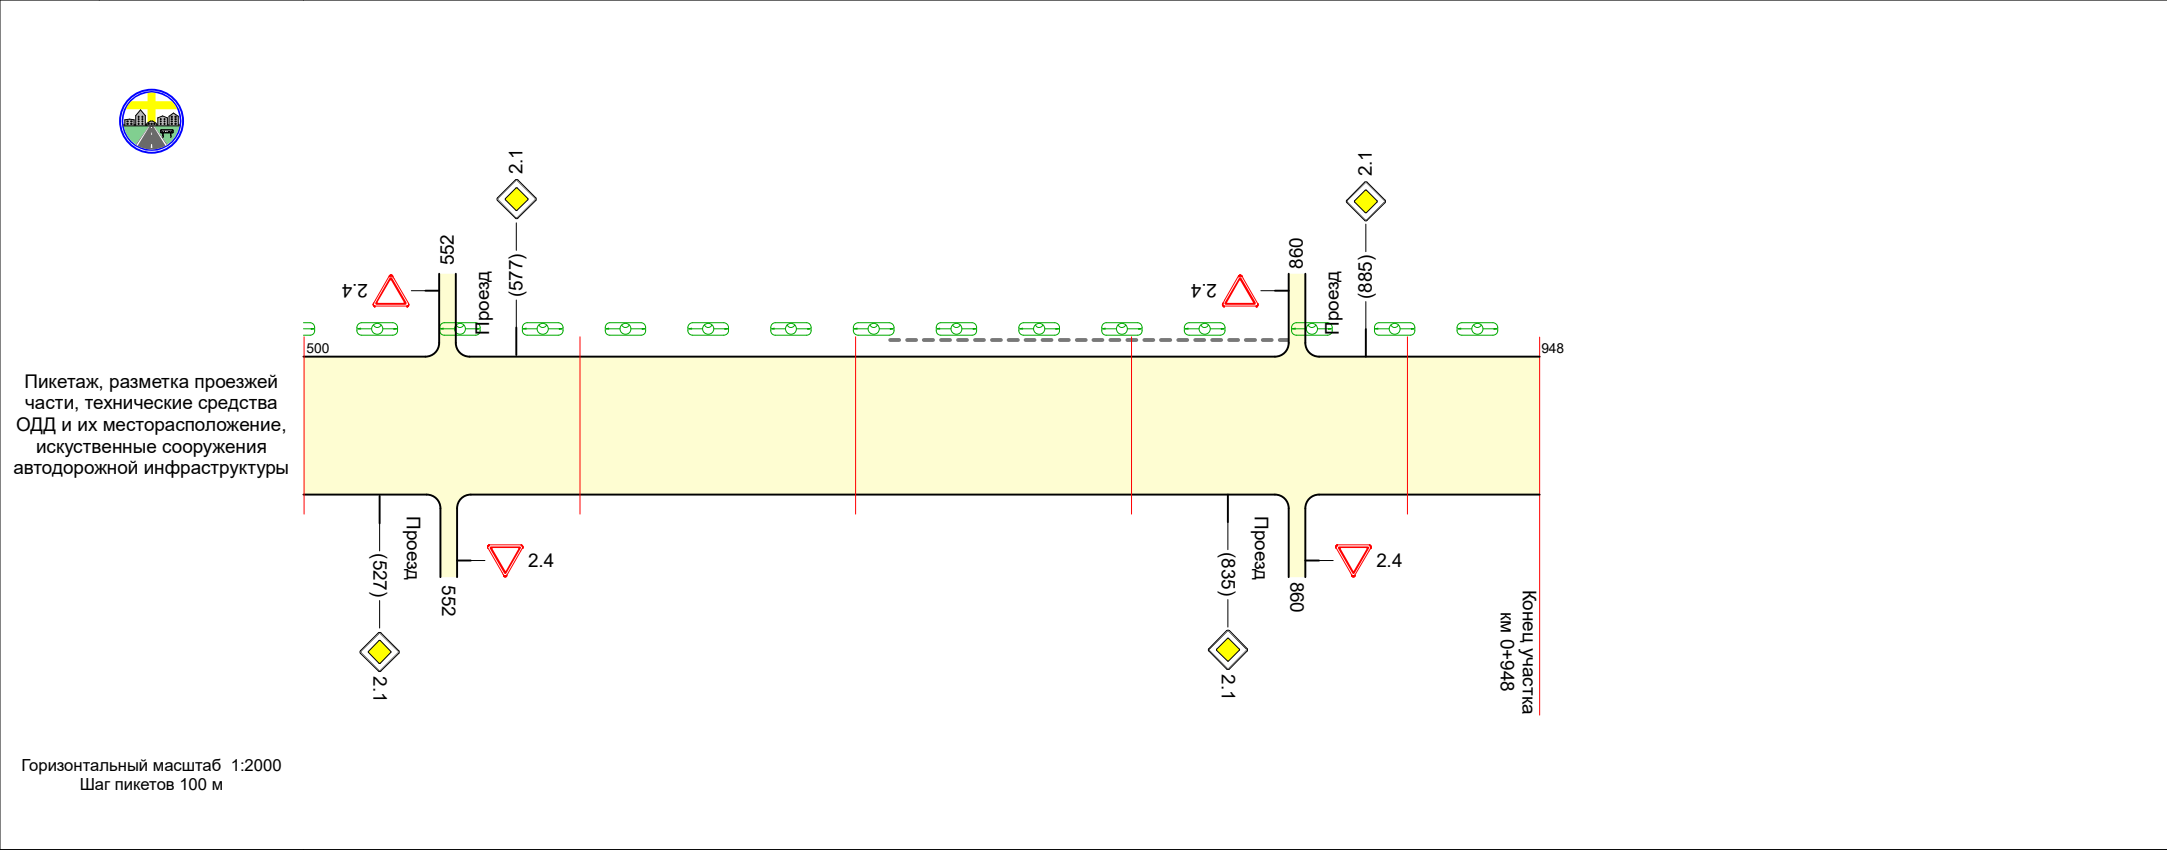 2.1
2.1
552
860
2.4
Проезд
(577)
2.4
Проезд
(885)
500
948
Пикетаж, разметка проезжей
части, технические средства
ОДД и их месторасположение,
искуственные сооружения
автодорожной инфраструктуры
(527)
Проезд
2.4
552
2.1
(835)
Проезд
2.4
860
2.1
Конец участка
км 0+948
Горизонтальный масштаб 1:2000
Шаг пикетов 100 м